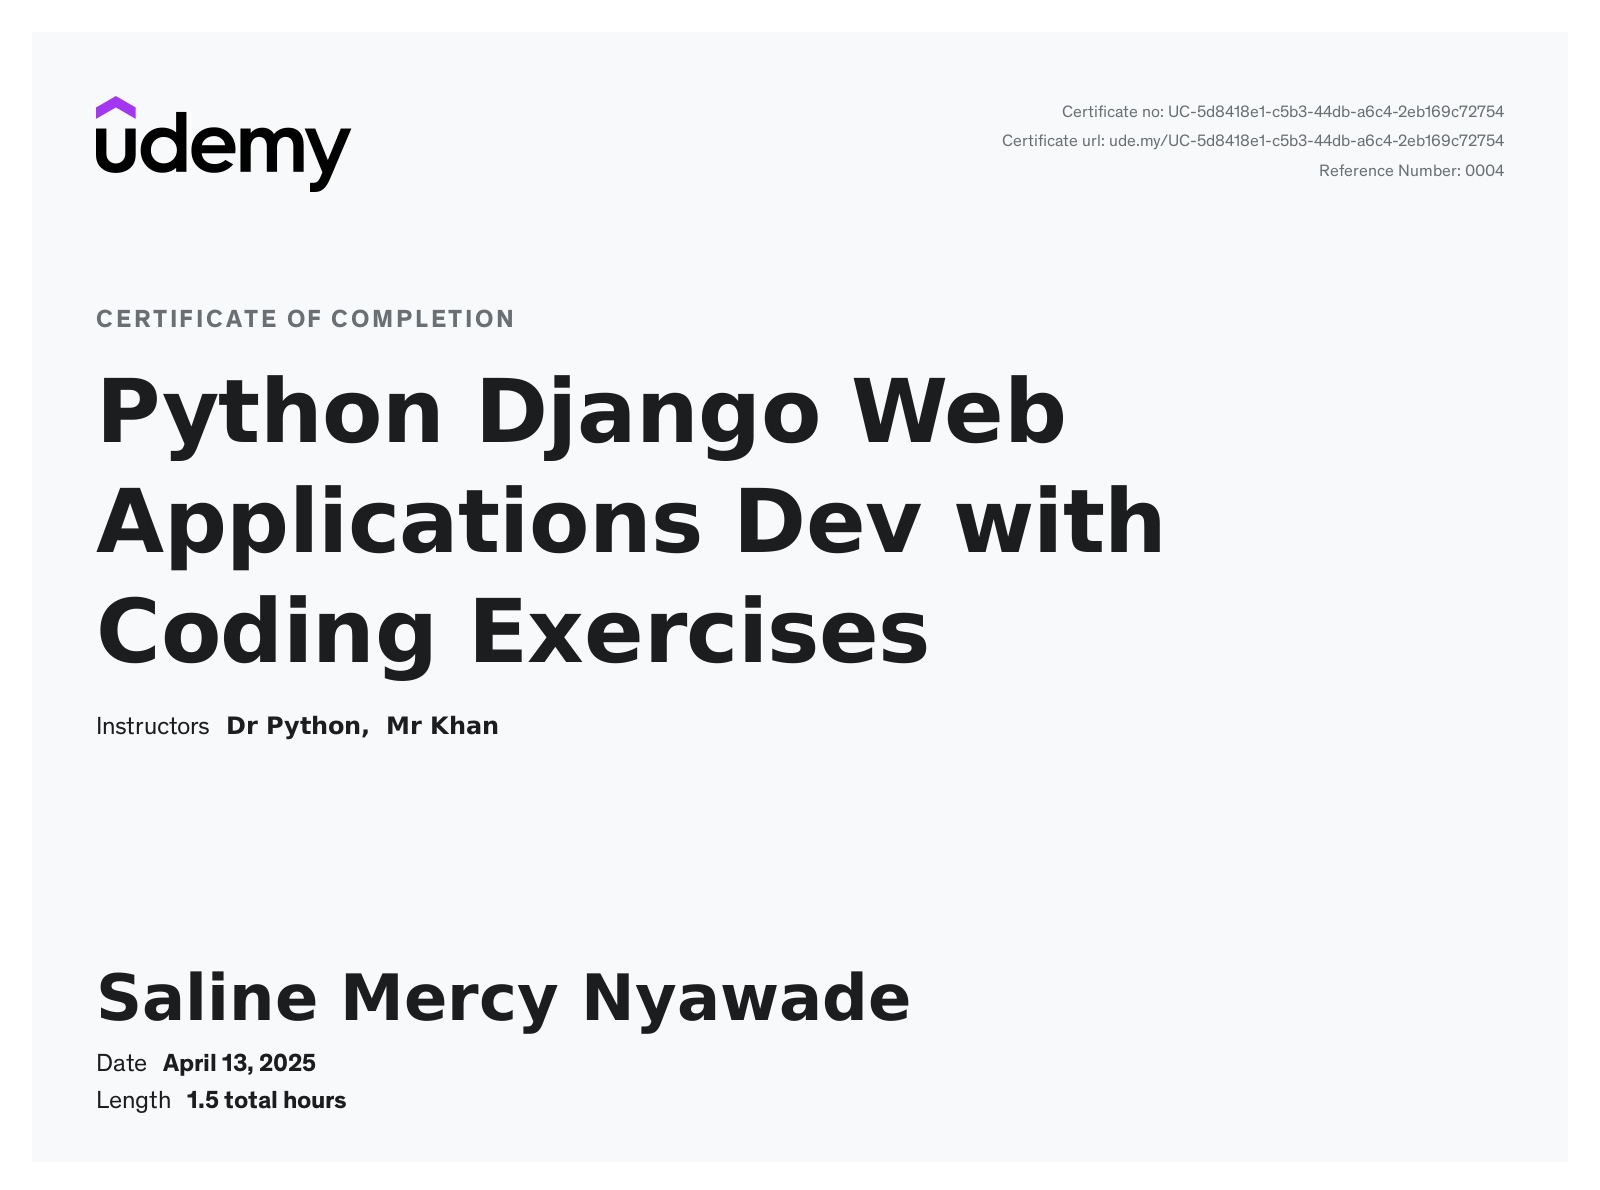 udemy
Certificate no: UC-5d8418e1-c5b3-44db-a6c4-2eb169c72754
Certificate url: ude.my/UC-5d8418e1-c5b3-44db-a6c4-2eb169c72754
Reference Number: 0004
CERTIFICATE OF COMPLETION
Python Django Web
Applications Dev with
Coding Exercises
Instructors Dr Python, Mr Khan
Saline Mercy Nyawade
Date April 13, 2025
Length 1.5 total hours